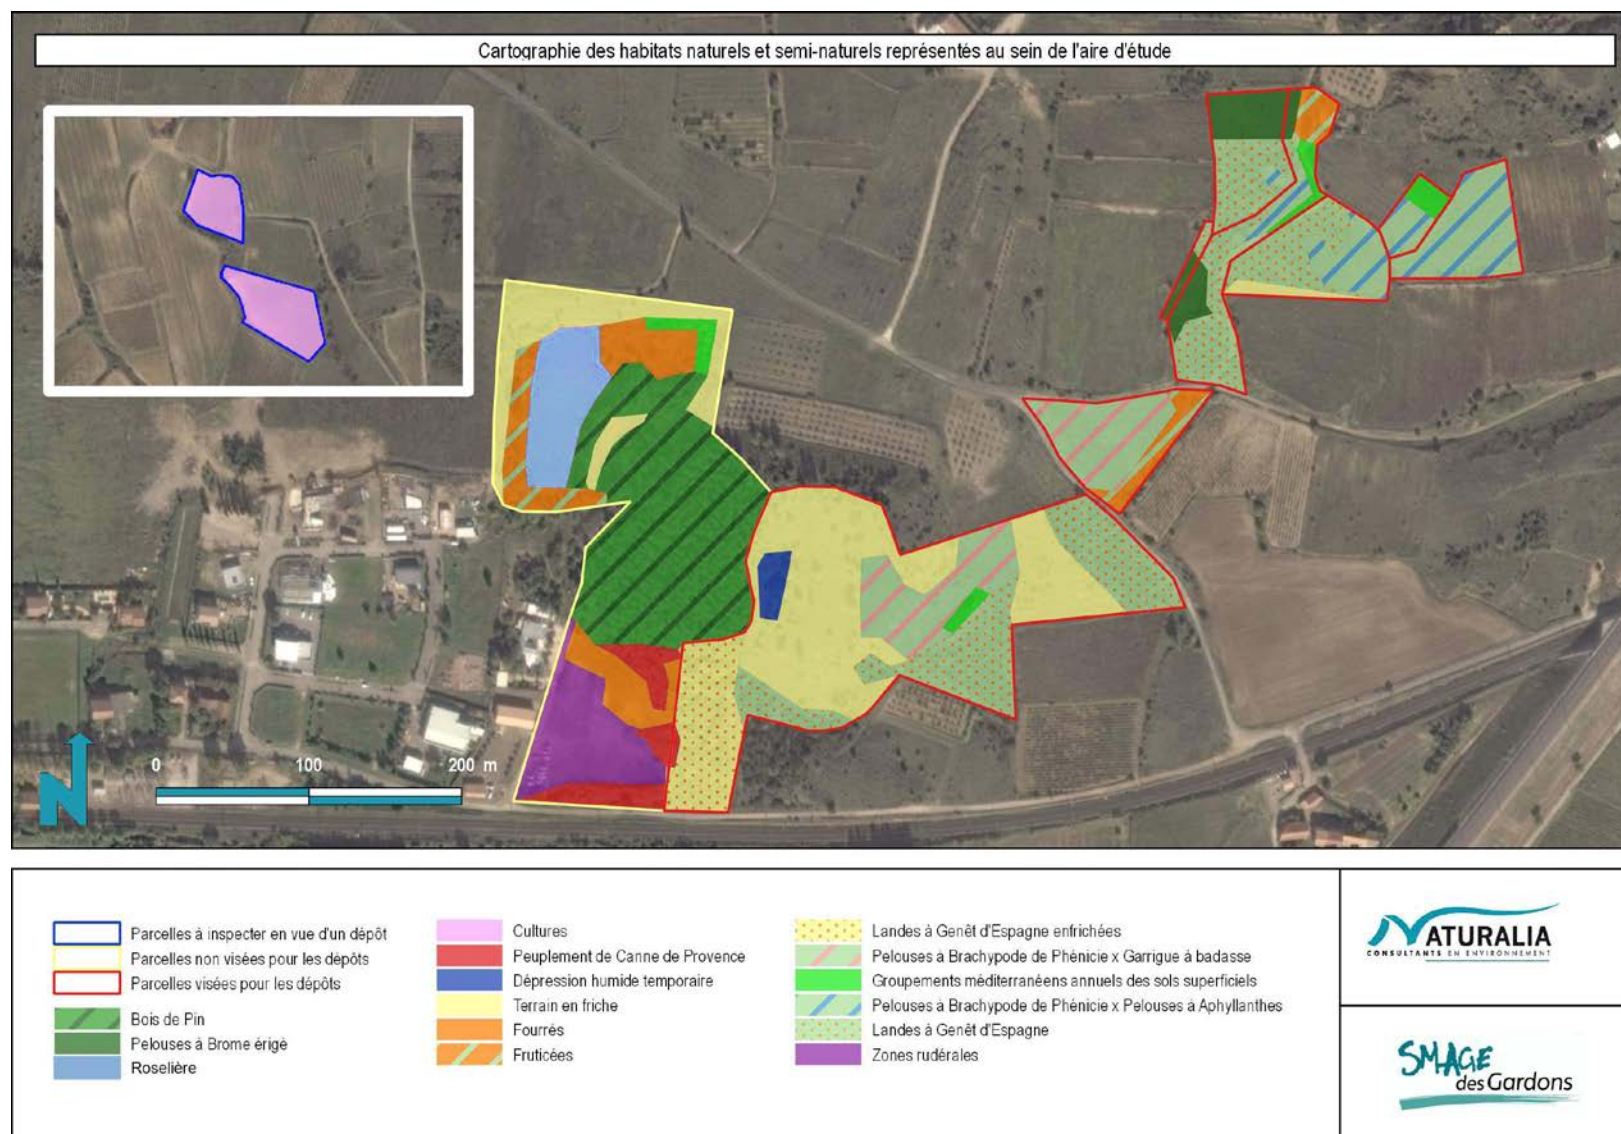 Cartographie des habitats naturels et semi-naturels représentés au sein de l'aire d'étude
N
0 100 200 m
Parcelles à inspecter en vue d'un dépôt
Parcelles non visées pour les dépôts
Parcelles visées pour les dépôts
Bois de Pin
Pelouses à Brome érigé
Roselière
Cultures
Peuplement de Canne de Provence
Dépression humide temporaire
Terrain en friche
Fourrés
Fruticées
Landes à Genêt d'Espagne enfrichées
Pelouses à Brachypode de Phénicie x Garrigue à badasse
Groupements méditerranéens annuels des sols superficiels
Pelouses à Brachypode de Phénicie x Pelouses à Aphyllanthes
Landes à Genêt d'Espagne
Zones rudérales
NATURALIA
CONSULTANTS EN ENVIRONNEMENT
SMAGE
des Gardons